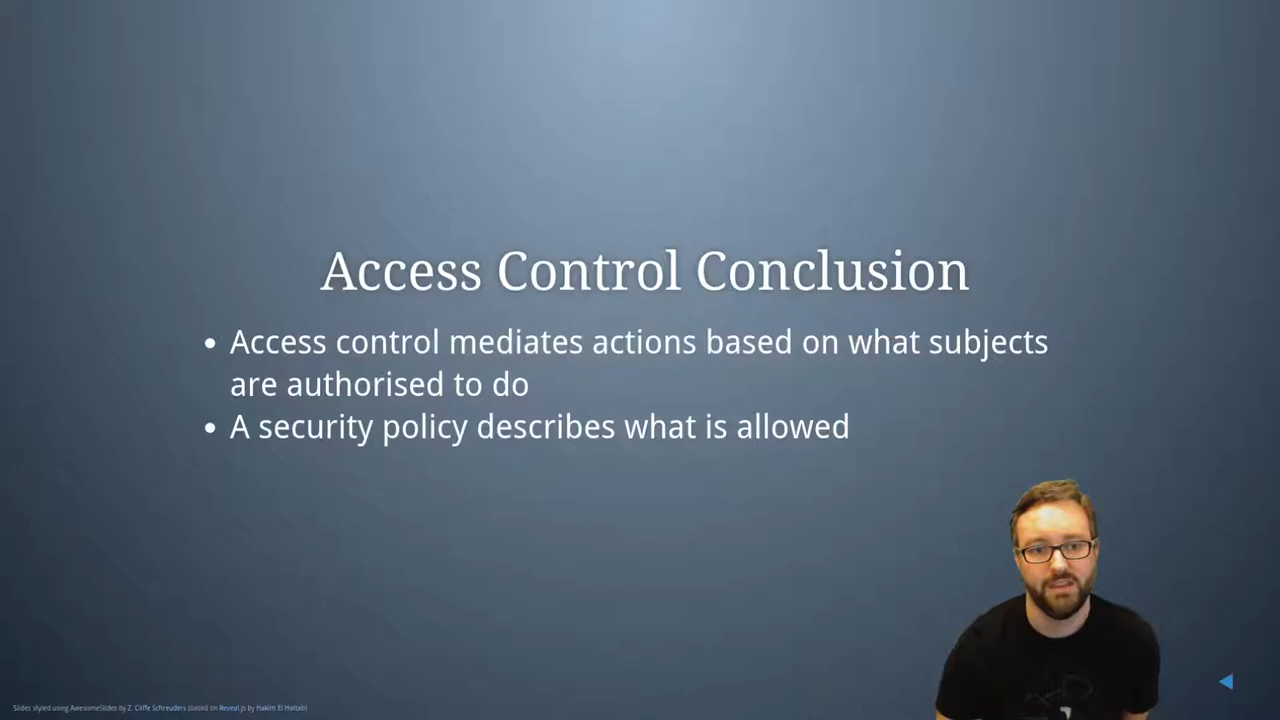 Access Control Conclusion
• Access control mediates actions based on what subjects
are authorised to do
• A security policy describes what is allowed
Slides styled using AwesomeSlides by Z. Cliffe Schreuders (based on Reveal.js by Hakim El Hattab)